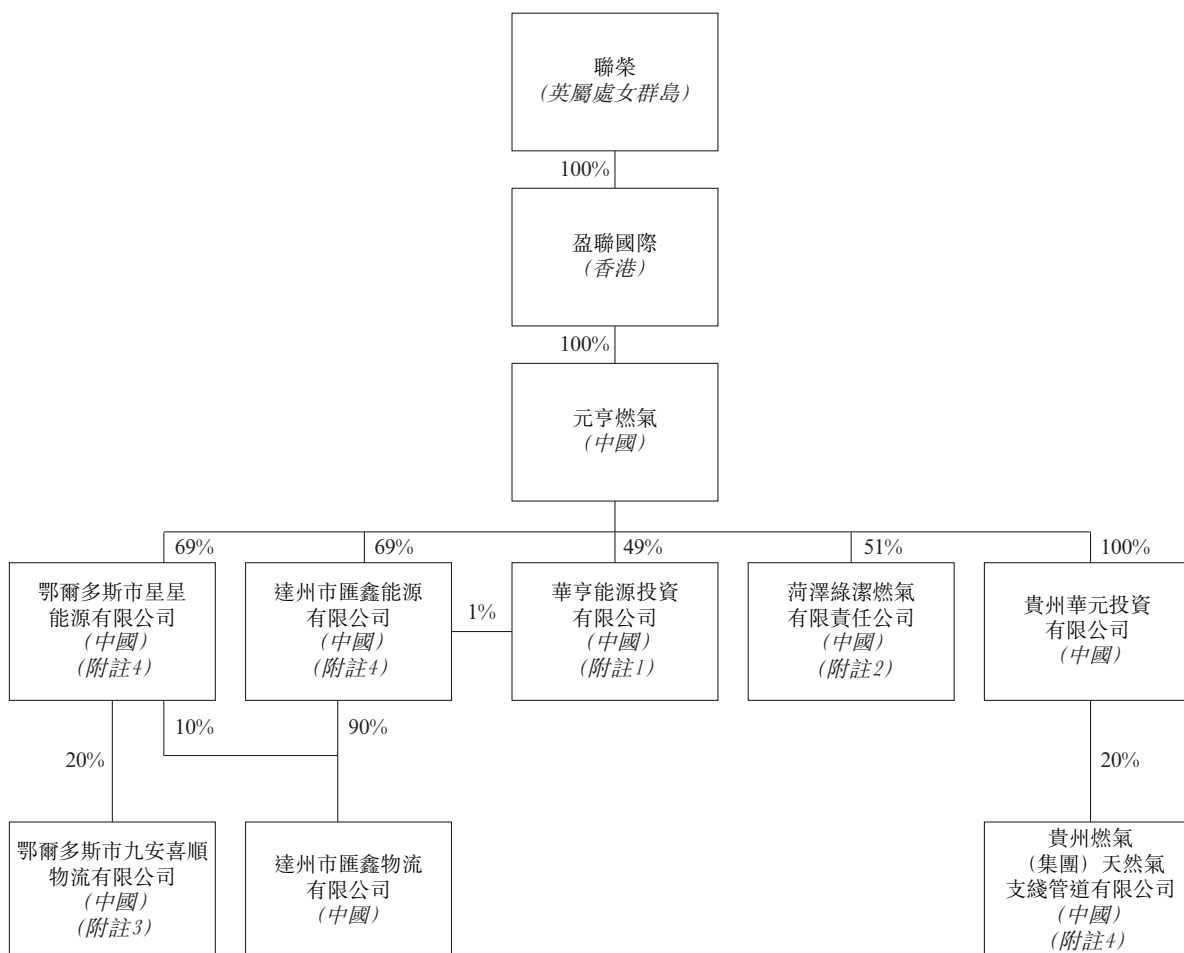 聯榮
(英屬處女群島)
100%
盈聯國際
(香港)
100%
元亨燃氣
(中國)
69%
69%
49%
51%
100%
鄂爾多斯市星星
能源有限公司
(中國)
(附註4)
達州市匯鑫能源
有限公司
(中國)
(附註4)
1%
華亨能源投資
有限公司
(中國)
(附註1)
菏澤綠潔燃氣
有限責任公司
(中國)
(附註2)
貴州華元投資
有限公司
(中國)
20%
10%
90%
20%
鄂爾多斯市九安喜順
物流有限公司
(中國)
(附註3)
達州市匯鑫物流
有限公司
(中國)
貴州燃氣
(集團)天然氣
支綫管道有限公司
(中國)
(附註4)